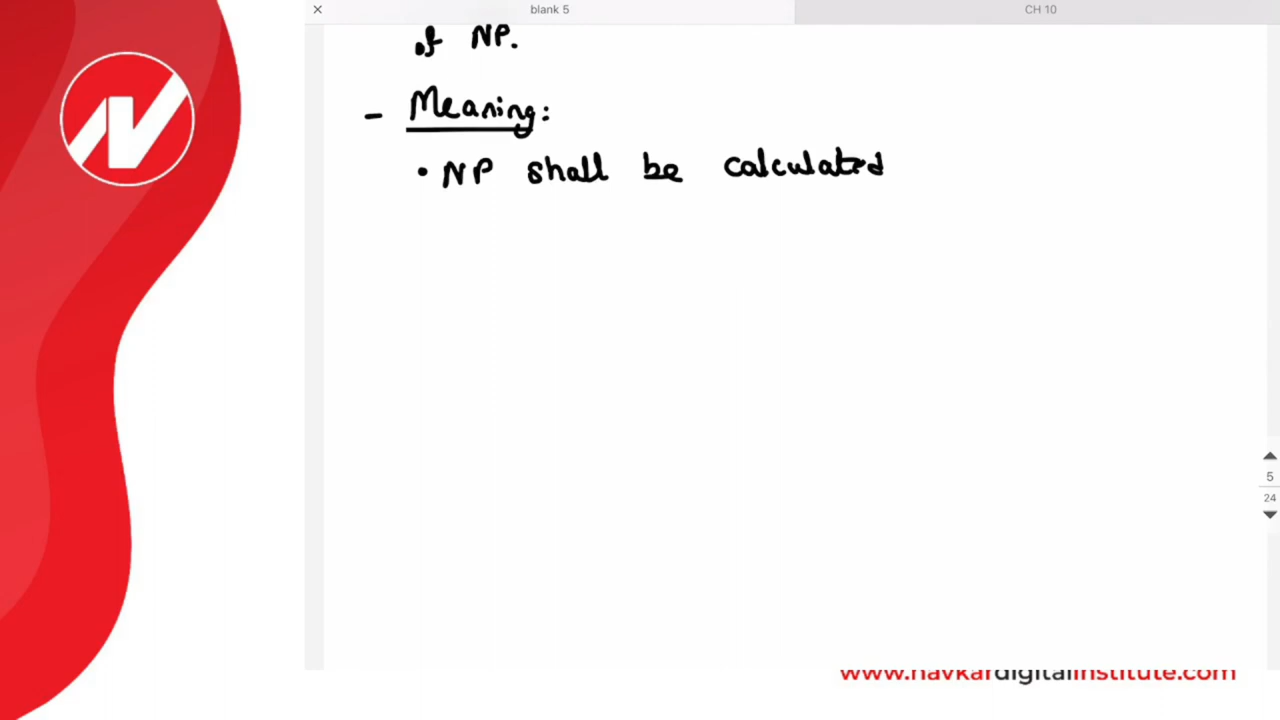 blank 5
CH 10
of NP.
- Meaning:
• NP shall be calculated
5
24
www.navkardigitalinstitute.com